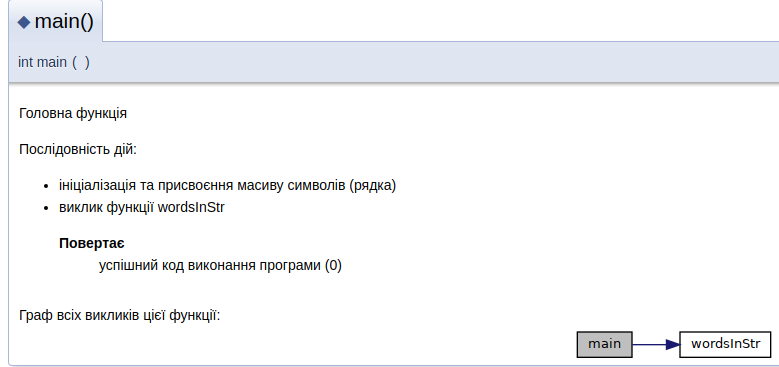 ◆ main()
int main ( )
Головна функція
Послідовність дій:
• ініціалізація та присвоєння масиву символів (рядка)
• виклик функції wordsInStr
Повертає
успішний код виконання програми (0)
Граф всіх викликів цієї функції:
main
wordsInStr